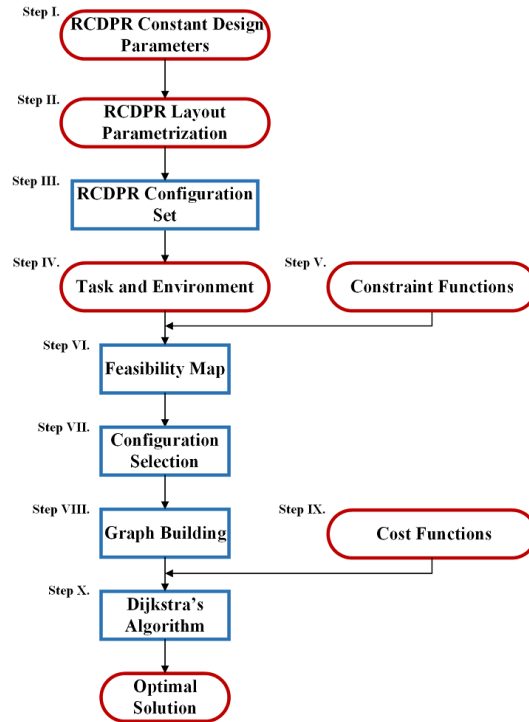 Step I.
RCDPR Constant Design
Parameters
Step II.
RCDPR Layout
Parametrization
Step III.
RCDPR Configuration
Set
Step IV.
Task and Environment
Step V.
Constraint Functions
Step VI.
Feasibility Map
Step VII.
Configuration
Selection
Step VIII.
Graph Building
Step IX.
Cost Functions
Step X.
Dijkstra's
Algorithm
Optimal
Solution